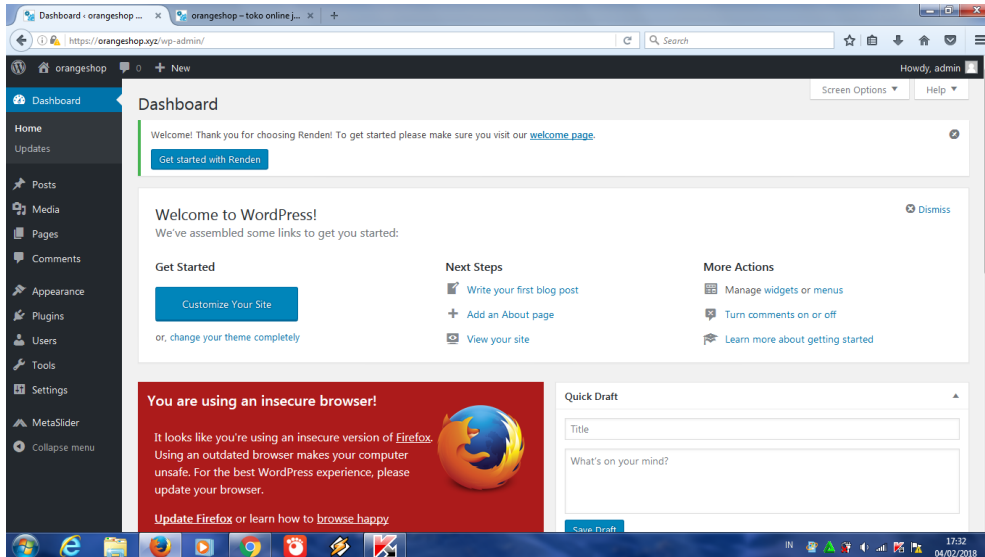 Dashboard ‹ orangeshop ...
orangeshop – toko online j...
https://orangeshop.xyz/wp-admin/
Search
orangeshop
0
New
Howdy, admin
Dashboard
Home
Updates
Posts
Media
Pages
Comments
Appearance
Plugins
Users
Tools
Settings
MetaSlider
Collapse menu
Screen Options
Help
Dashboard
Welcome! Thank you for choosing Renden! To get started please make sure you visit our welcome page.
Get started with Renden
Welcome to WordPress!
We've assembled some links to get you started:
Dismiss
Get Started
Customize Your Site
or, change your theme completely
Next Steps
Write your first blog post
Add an About page
View your site
More Actions
Manage widgets or menus
Turn comments on or off
Learn more about getting started
You are using an insecure browser!
It looks like you're using an insecure version of Firefox.
Using an outdated browser makes your computer
unsafe. For the best WordPress experience, please
update your browser.
Update Firefox or learn how to browse happy
Quick Draft
Title
What's on your mind?
Save Draft
IN
17:32
04/02/2018